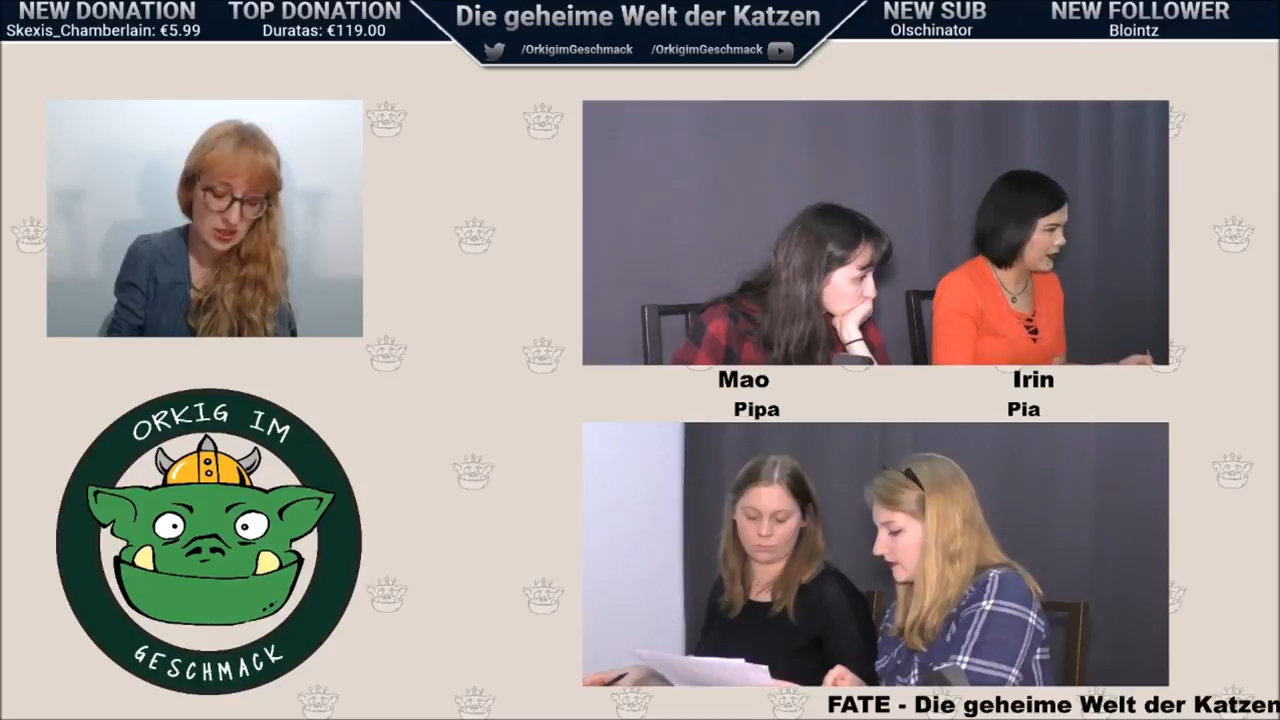 NEW DONATION
Skexis_Chamberlain: €5.99
TOP DONATION
Duratas: €119.00
Die geheime Welt der Katzen
/OrkigimGeschmack /OrkigimGeschmack
NEW SUB
Olschinator
NEW FOLLOWER
Blointz
Mao Irin
Pipa Pia
ORKIG IM
GESCHMACK
FATE - Die geheime Welt der Katzen